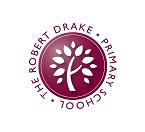 THE ROBERT DRAKE • PRIMARY SCHOOL •